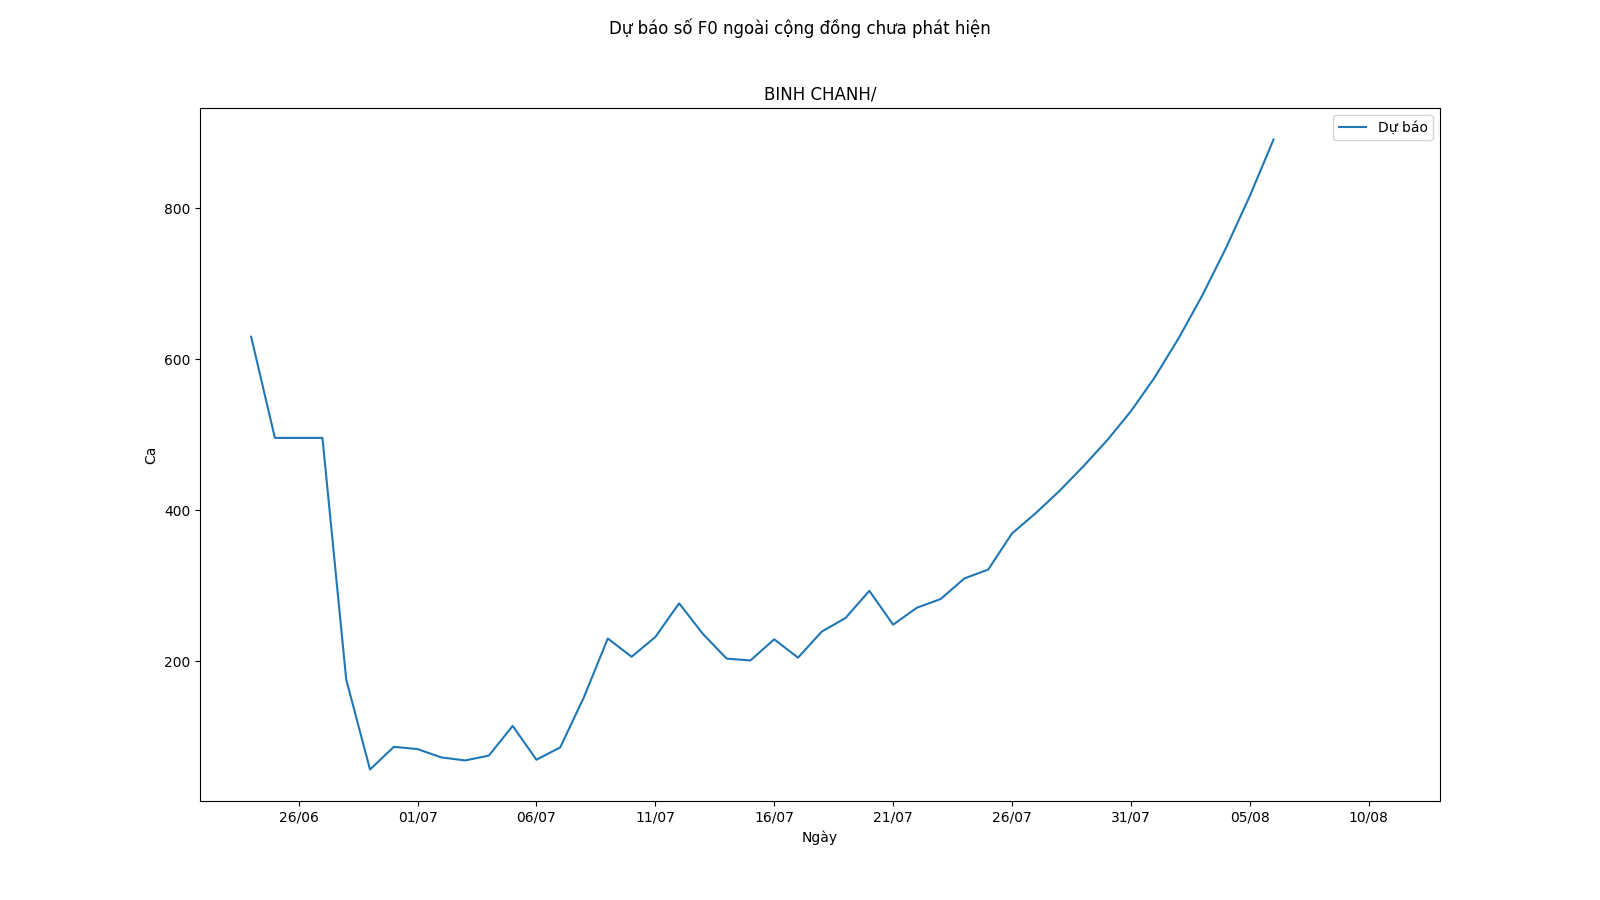 Dự báo số F0 ngoài cộng đồng chưa phát hiện
BINH CHANH/
Dự báo
800
600
400
200
Ca
26/06 01/07 06/07 11/07 16/07 21/07 26/07 31/07 05/08 10/08
Ngày